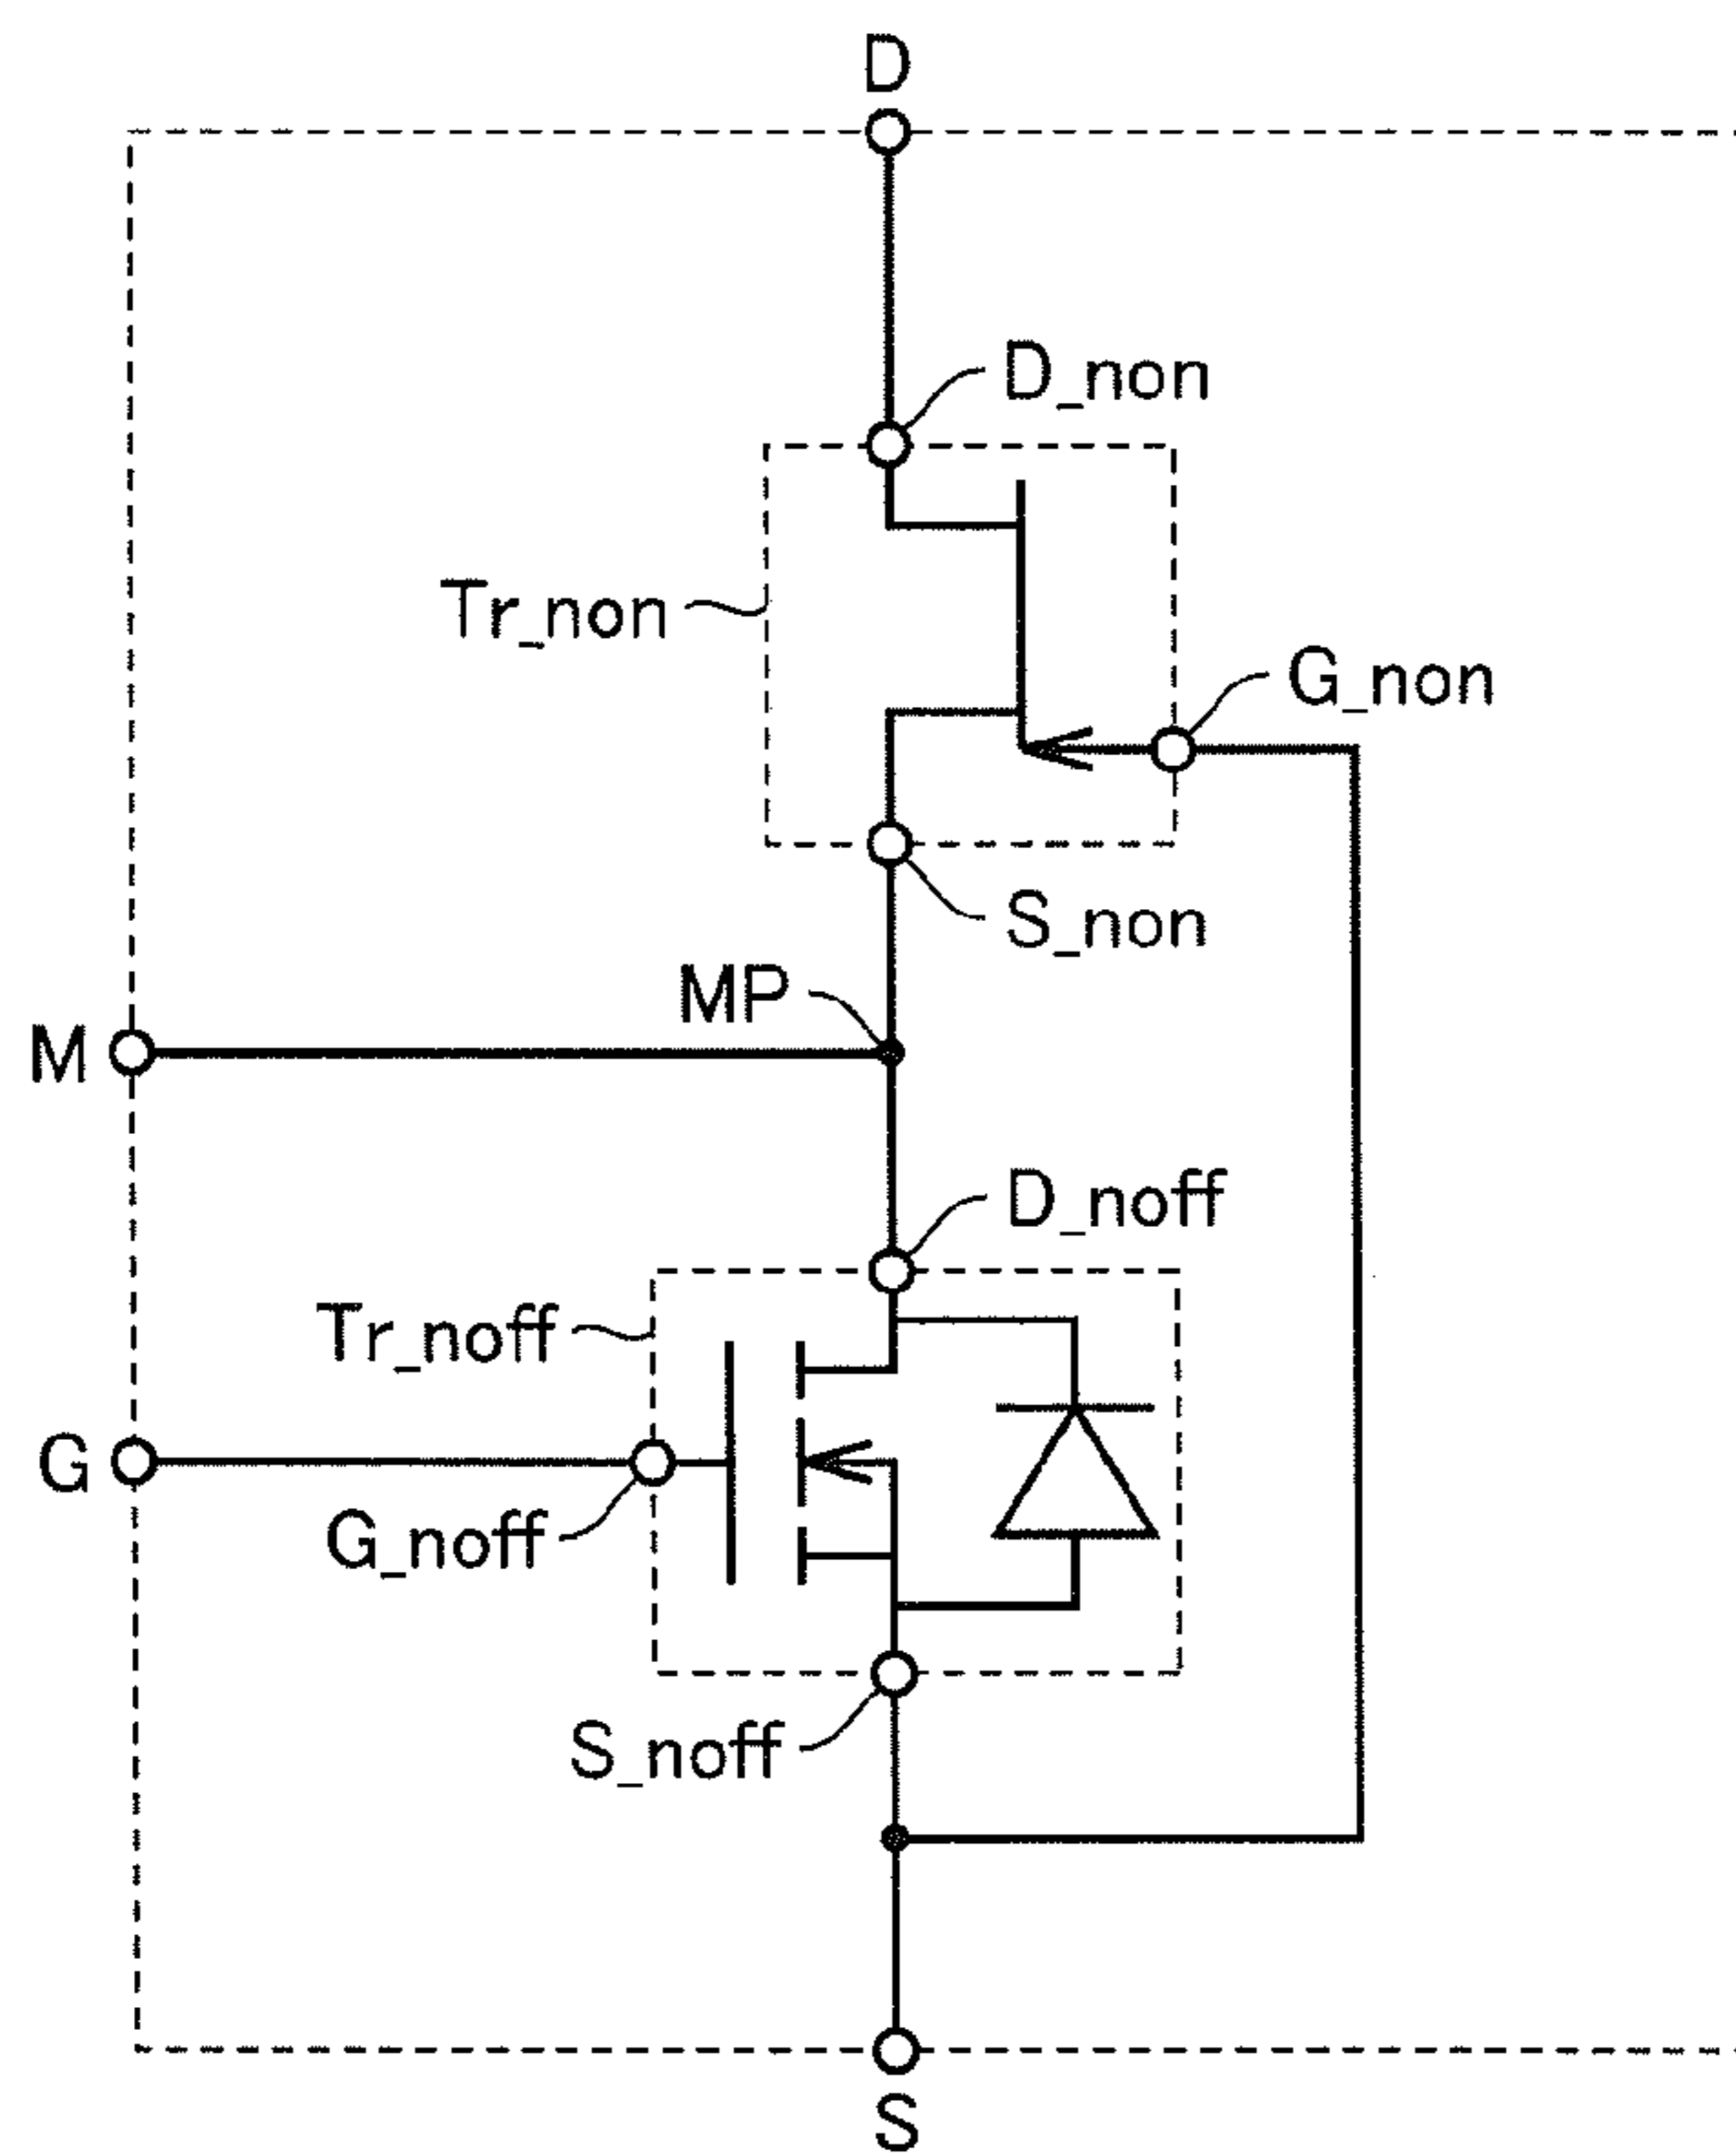 D
D_non
Tr_non
G_non
S_non
MP
M
D_noff
Tr_noff
G
G_noff
S_noff
S